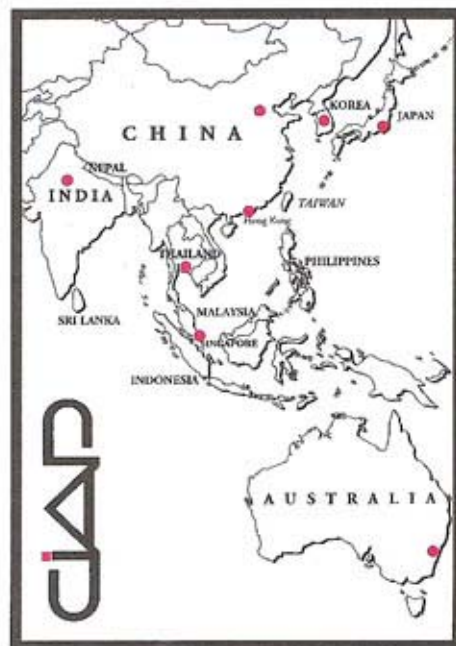 KOREA
JAPAN
CHINA
NEPAL
INDIA
TAIWAN
Hong Kong
THAILAND
PHILIPPINES
SRI LANKA
MALAYSIA
SINGAPORE
INDONESIA
AUSTRALIA